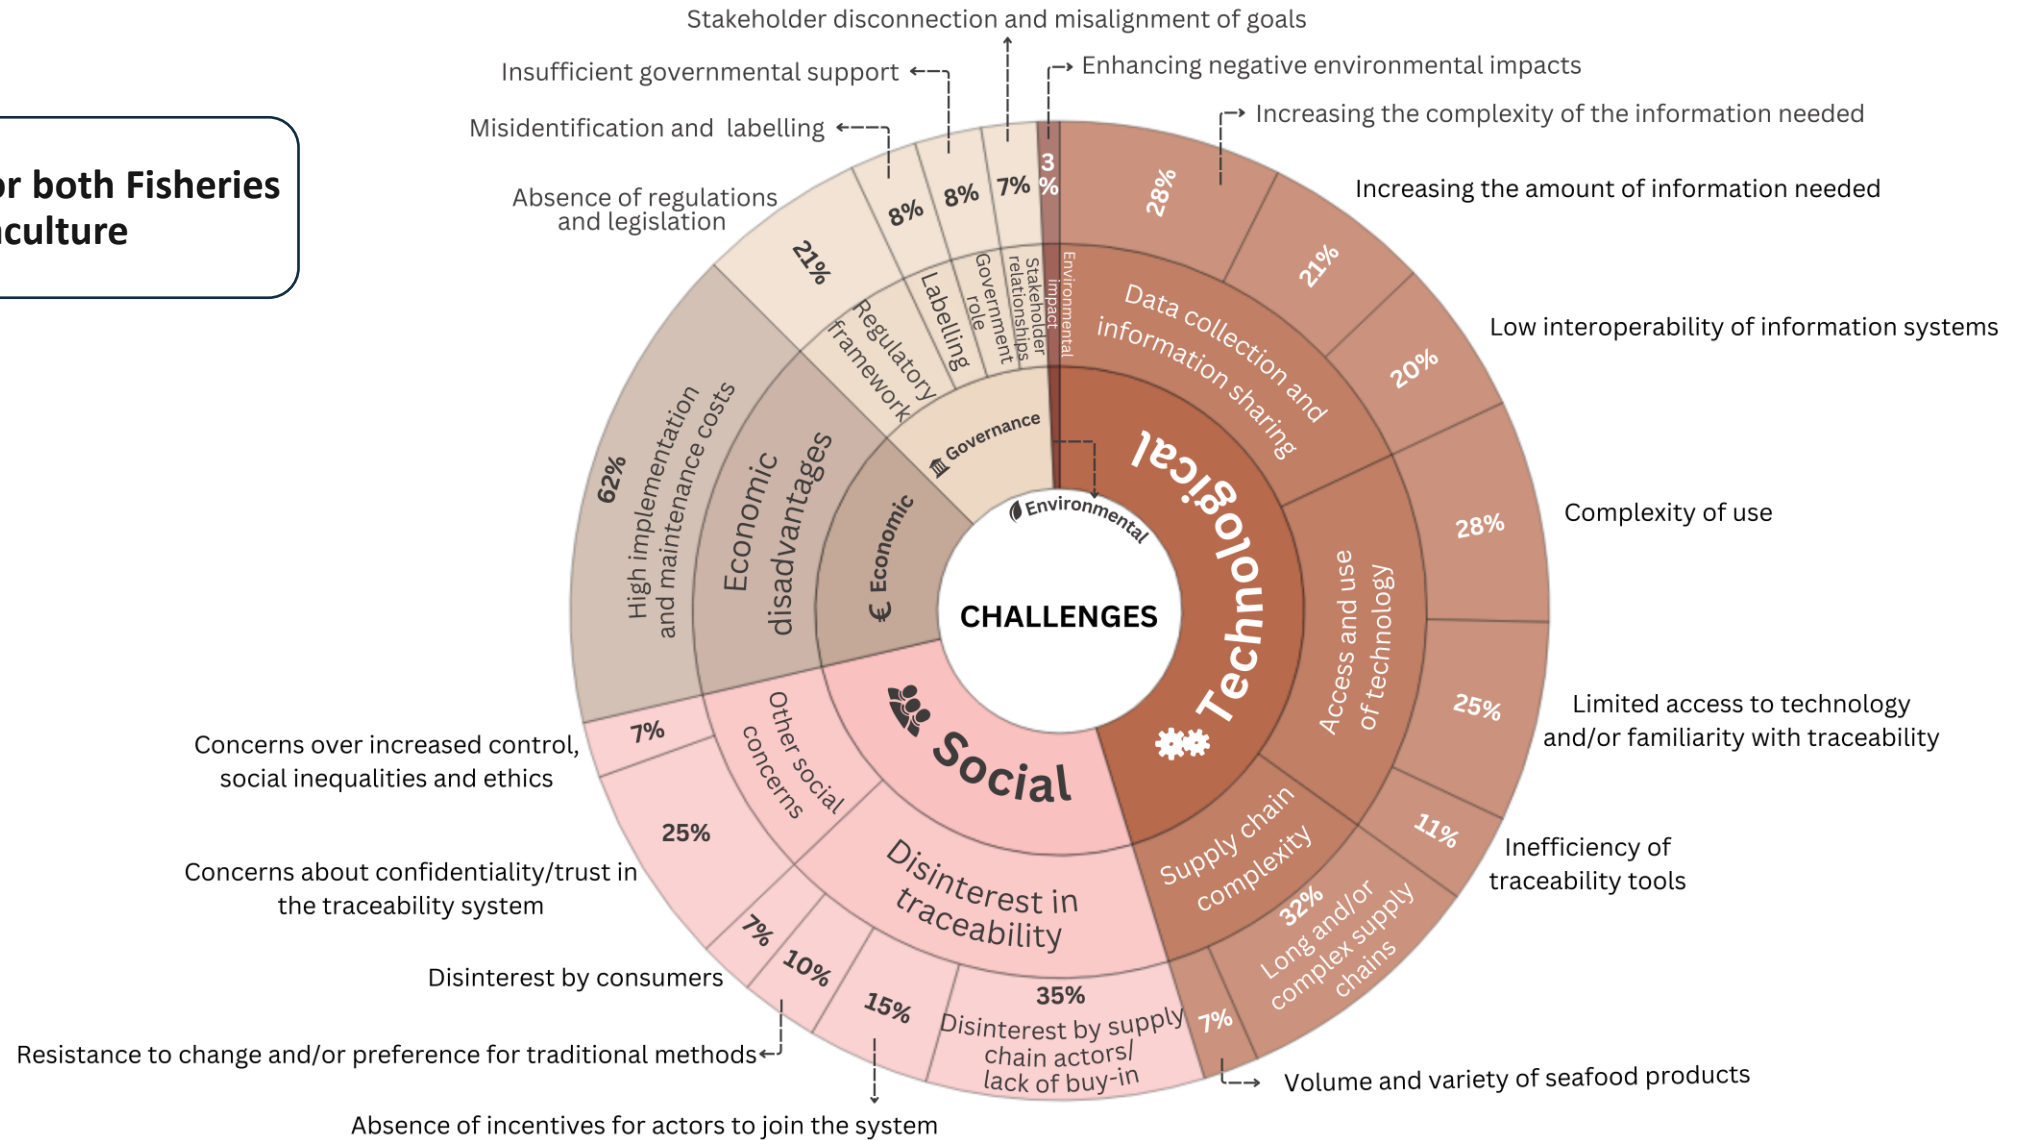 Stakeholder disconnection and misalignment of goals
Insufficient governmental support
Enhancing negative environmental impacts
Misidentification and labelling
Increasing the complexity of the information needed
both Fisheries
Absence of regulations
and legislation
Increasing the amount of information needed
Low interoperability of information systems
Complexity of use
Limited access to technology
and/or familiarity with traceability
Inefficiency of
traceability tools
Volume and variety of seafood products
Concerns over increased control,
social inequalities and ethics
Concerns about confidentiality/trust in
the traceability system
Disinterest by consumers
Resistance to change and/or preference for traditional methods
Absence of incentives for actors to join the system
21%
8%
8%
7%
3
%
28%
21%
20%
28%
25%
11%
32%
Long and/or
complex supply
chains
7%
35%
Disinterest by supply
chain actors/
lack of buy-in
15%
10%
7%
25%
7%
62%
High implementation
and maintenance costs
Regulatory
framework
Labelling
Government
role
Stakeholder
relationships
Environmental
impact
Data collection and
information sharing
Access and use
of technology
Supply chain
complexity
Disinterest in
traceability
Other social
concerns
Economic
disadvantages
Governance
Environmental
Technological
Social
€ Economic
CHALLENGES